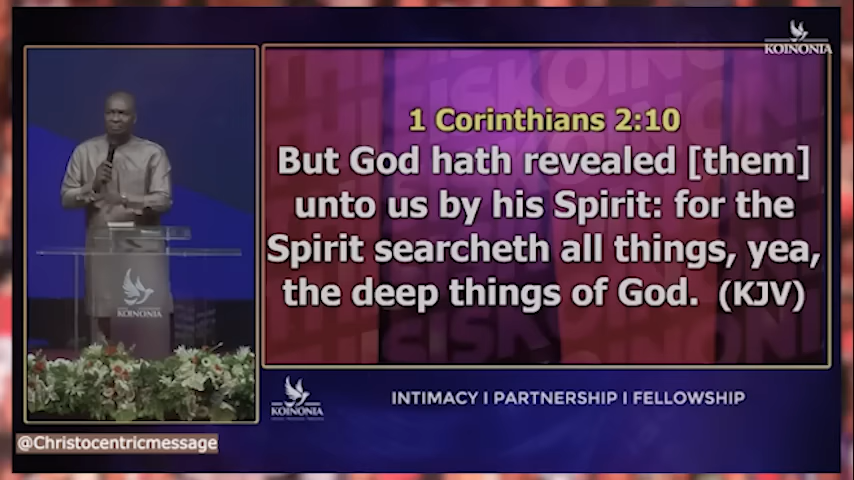 KOINONIA
1 Corinthians 2:10
But God hath revealed [them]
unto us by his Spirit: for the
Spirit searcheth all things, yea,
the deep things of God. (KJV)
KOINONIA
KOINONIA
INTIMACY I PARTNERSHIP I FELLOWSHIP
@Christocentricmessage